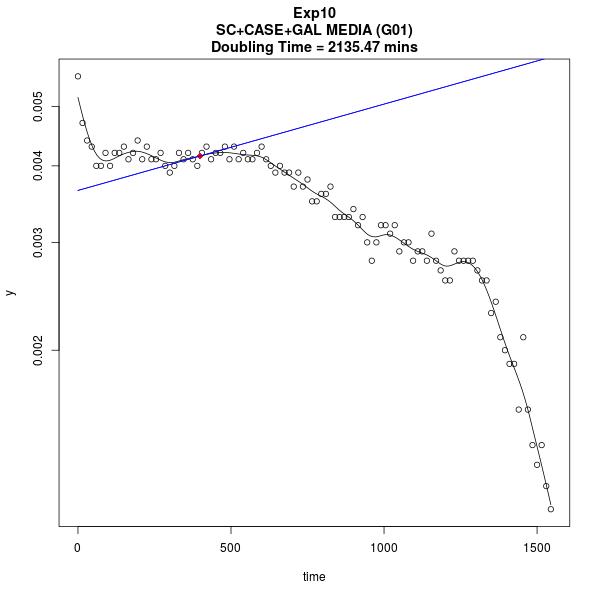 Exp10
SC+CASE+GAL MEDIA (G01)
Doubling Time = 2135.47 mins
0.005
0.004
0.003
0.002
y
0 500 1000 1500
time